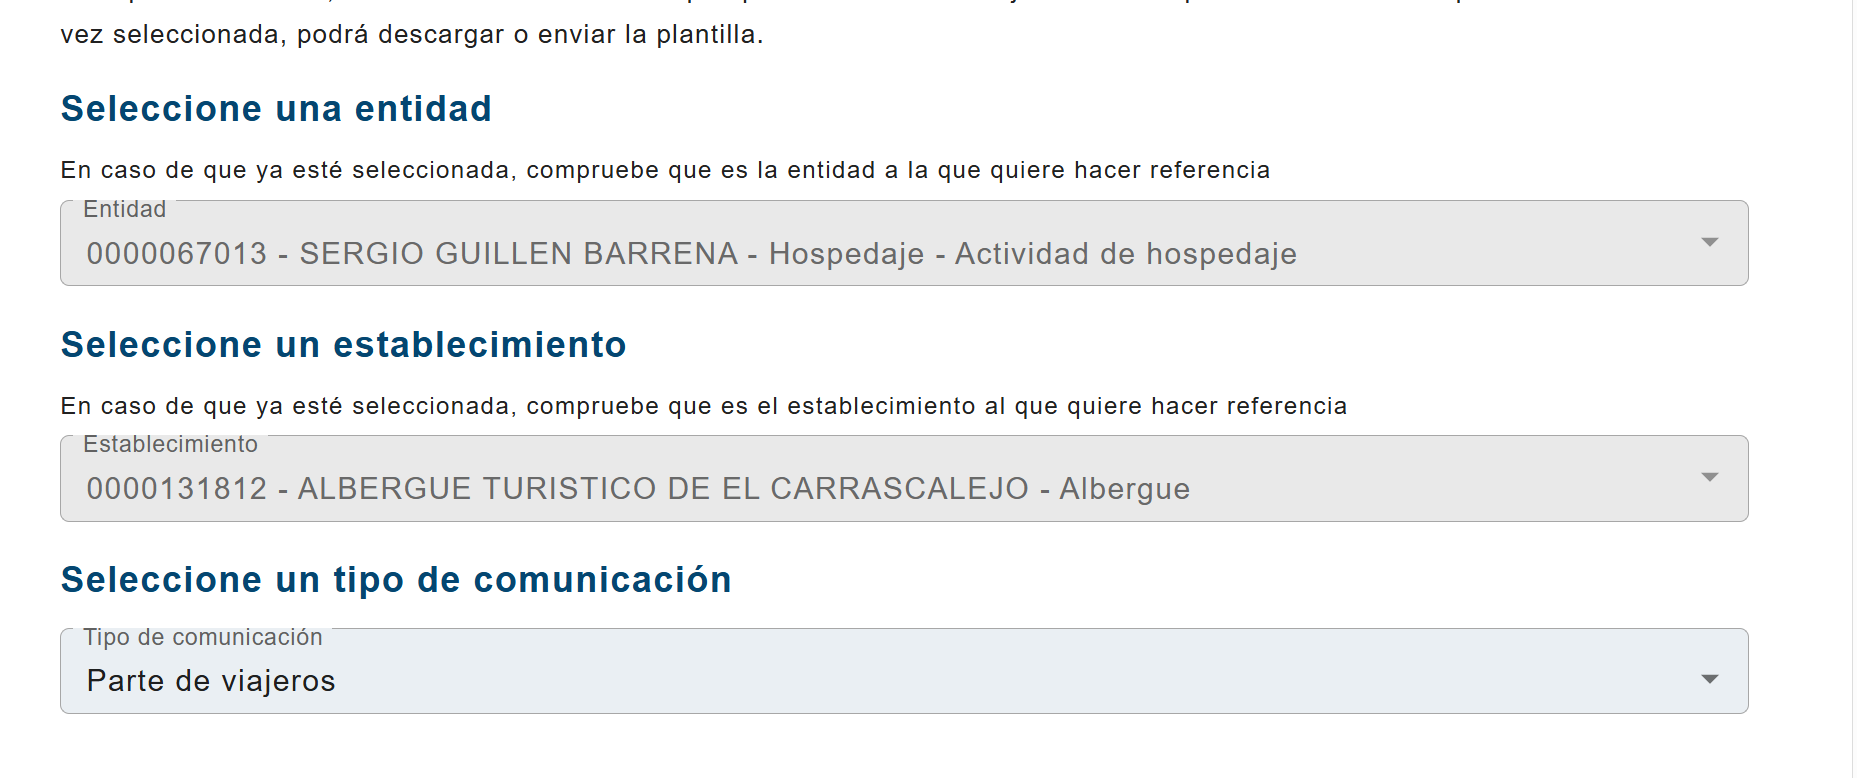 vez seleccionada, podrá descargar o enviar la plantilla.
Seleccione una entidad
En caso de que ya esté seleccionada, compruebe que es la entidad a la que quiere hacer referencia
Entidad
0000067013 - SERGIO GUILLEN BARRENA - Hospedaje - Actividad de hospedaje
Seleccione un establecimiento
En caso de que ya esté seleccionada, compruebe que es el establecimiento al que quiere hacer referencia
Establecimiento
0000131812 - ALBERGUE TURISTICO DE EL CARRASCALEJO - Albergue
Seleccione un tipo de comunicación
Tipo de comunicación
Parte de viajeros